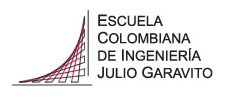 ESCUELA
COLOMBIANA
DE INGENIERÍA
JULIO GARAVITO